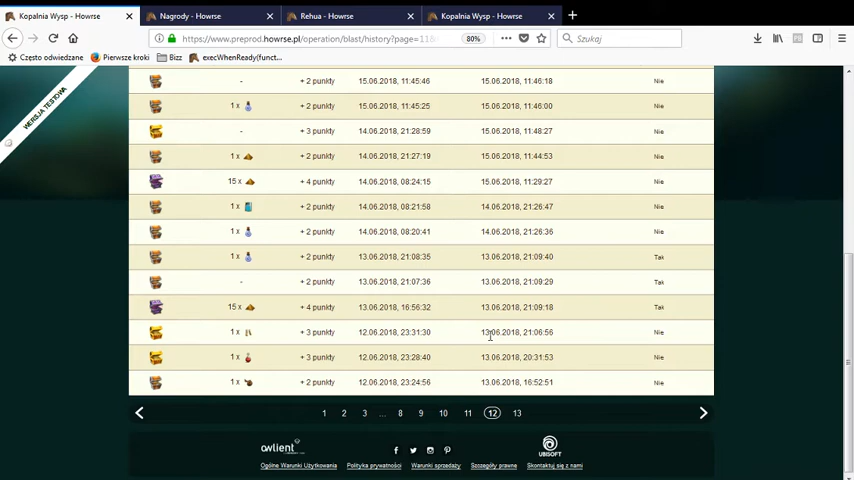 Kopalnia Wysp - Howrse
Nagrody - Howrse
Rehua - Howrse
Kopalnia Wysp - Howrse
https://www.preprod.howrse.pl/operation/blast/history?page=11&
80%
Szukaj
Często odwiedzane
Pierwsze kroki
Bizz
execWhenReady(funct...
WERSJA TESTOWA
- + 2 punkty 15.06.2018, 11:45:46 15.06.2018, 11:46:18 Nie
1 x + 2 punkty 15.06.2018, 11:45:25 15.06.2018, 11:46:00 Nie
- + 3 punkty 14.06.2018, 21:28:59 15.06.2018, 11:48:27 Nie
1 x + 2 punkty 14.06.2018, 21:27:19 15.06.2018, 11:44:53 Nie
15 x + 4 punkty 14.06.2018, 08:24:15 15.06.2018, 11:29:27 Nie
1 x + 2 punkty 14.06.2018, 08:21:58 14.06.2018, 21:26:47 Nie
1 x + 2 punkty 14.06.2018, 08:20:41 14.06.2018, 21:26:36 Nie
1 x + 2 punkty 13.06.2018, 21:08:35 13.06.2018, 21:09:40 Tak
- + 2 punkty 13.06.2018, 21:07:36 13.06.2018, 21:09:29 Tak
15 x + 4 punkty 13.06.2018, 16:56:32 13.06.2018, 21:09:18 Tak
1 x + 3 punkty 12.06.2018, 23:31:30 13.06.2018, 21:06:56 Nie
1 x + 3 punkty 12.06.2018, 23:28:40 13.06.2018, 20:31:53 Nie
1 x + 2 punkty 12.06.2018, 23:24:56 13.06.2018, 16:52:51 Nie
1 2 3 ... 8 9 10 11 12 13
owlient
UBISOFT
Ogólne Warunki Użytkowania Polityka prywatności Warunki sprzedaży Szczegóły prawne Skontaktuj się z nami